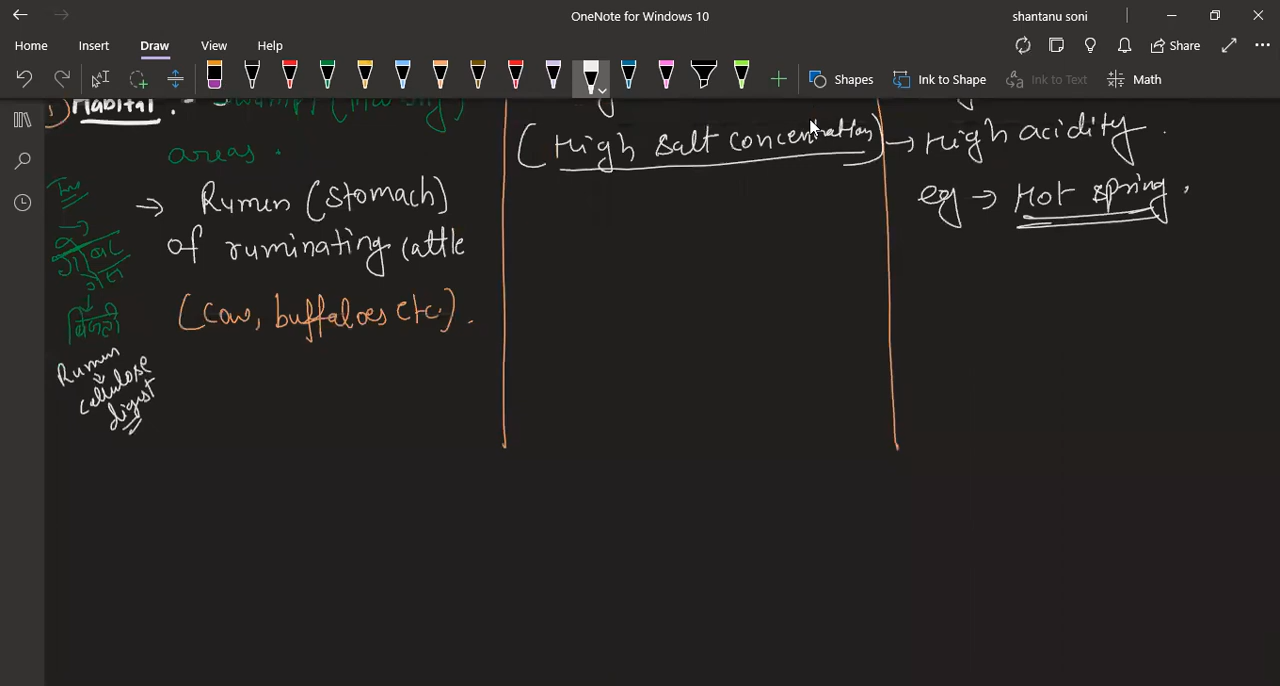 OneNote for Windows 10
shantanu soni
Home Insert Draw View Help
Share
Shapes
Ink to Shape
Ink to Text
Math
Habitat. -
areas.
→ Rumen (stomach)
of ruminating cattle
(cow, buffaloes etc.).
Rumen
↓
cellulose
digest
(High salt concentration)
→ High acidity.
eg → Hot spring.